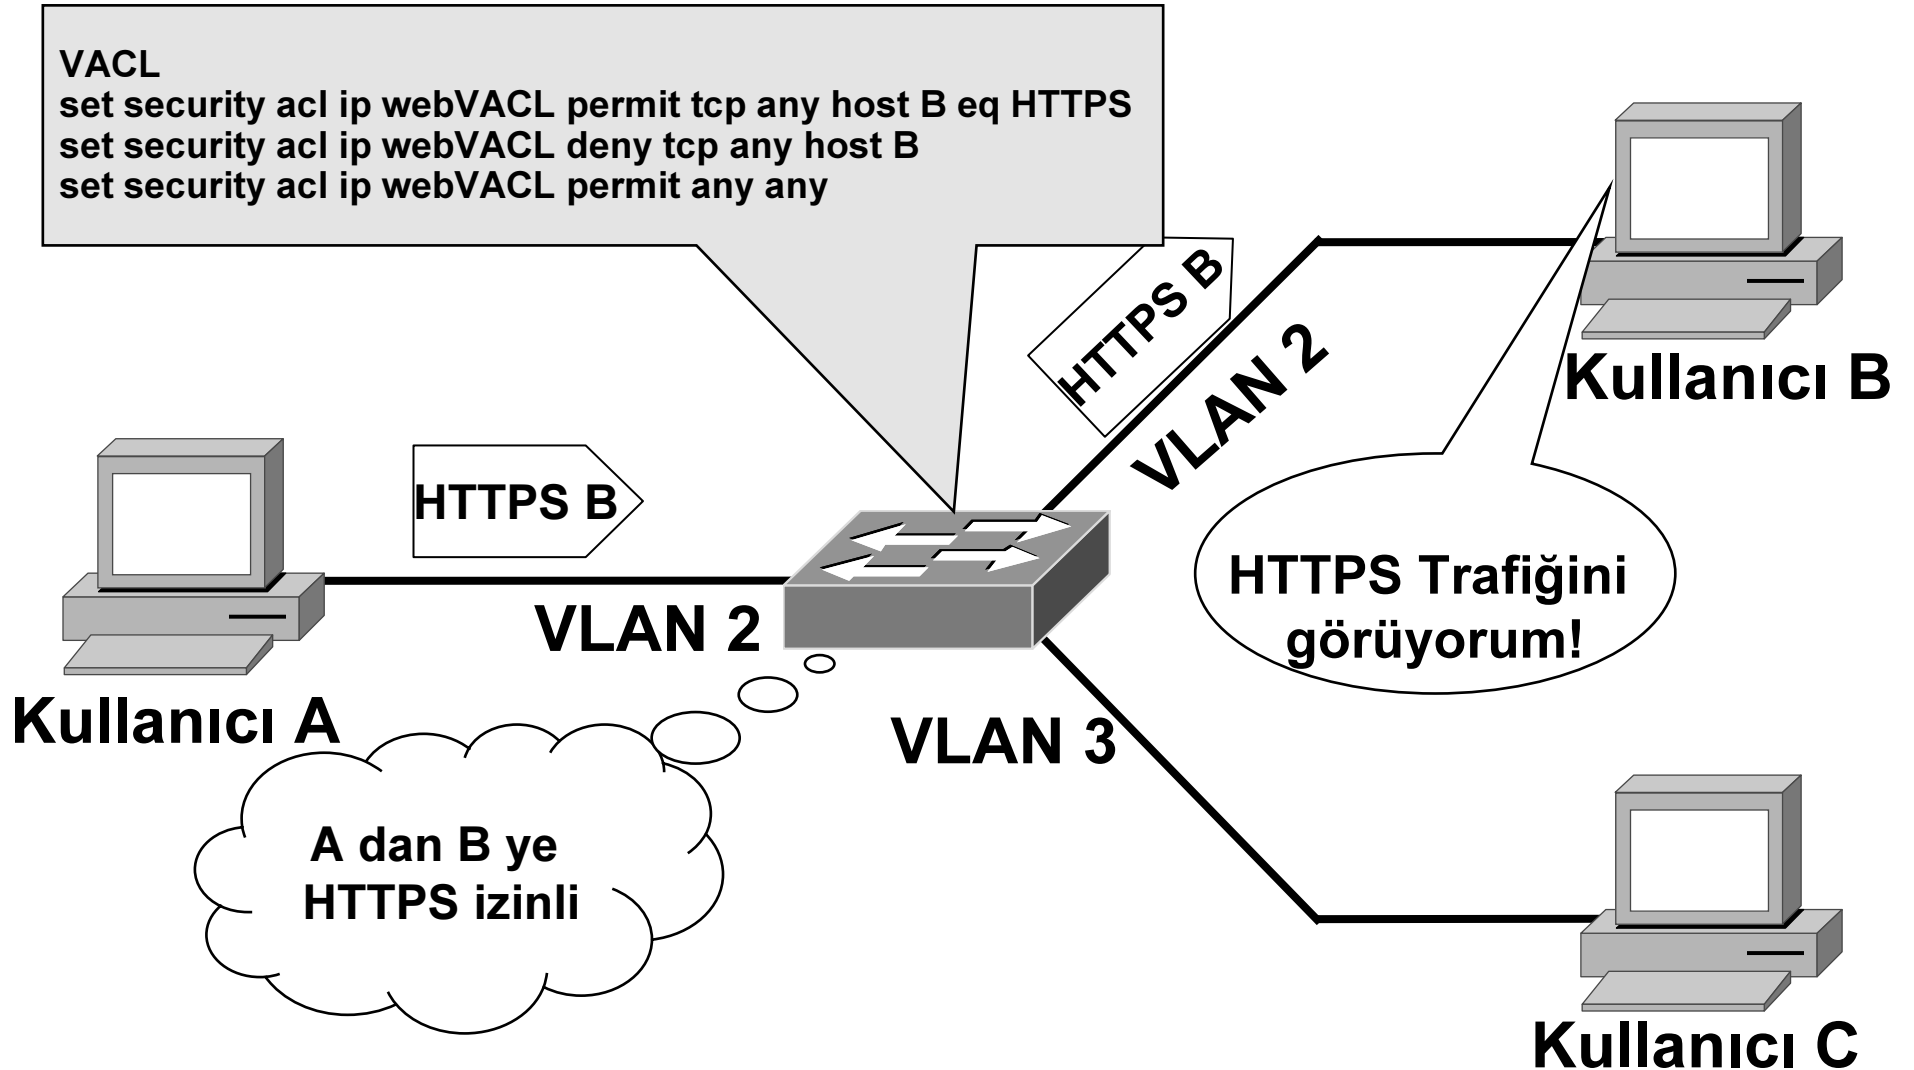 VACL
set security acl ip webVACL permit tcp any host B eq HTTPS
set security acl ip webVACL deny tcp any host B
set security acl ip webVACL permit any any
HTTPS B
VLAN 2
Kullanıcı B
HTTPS B
HTTPS Trafiğini
görüyorum!
VLAN 2
Kullanıcı A
VLAN 3
A dan B ye
HTTPS izinli
Kullanıcı C